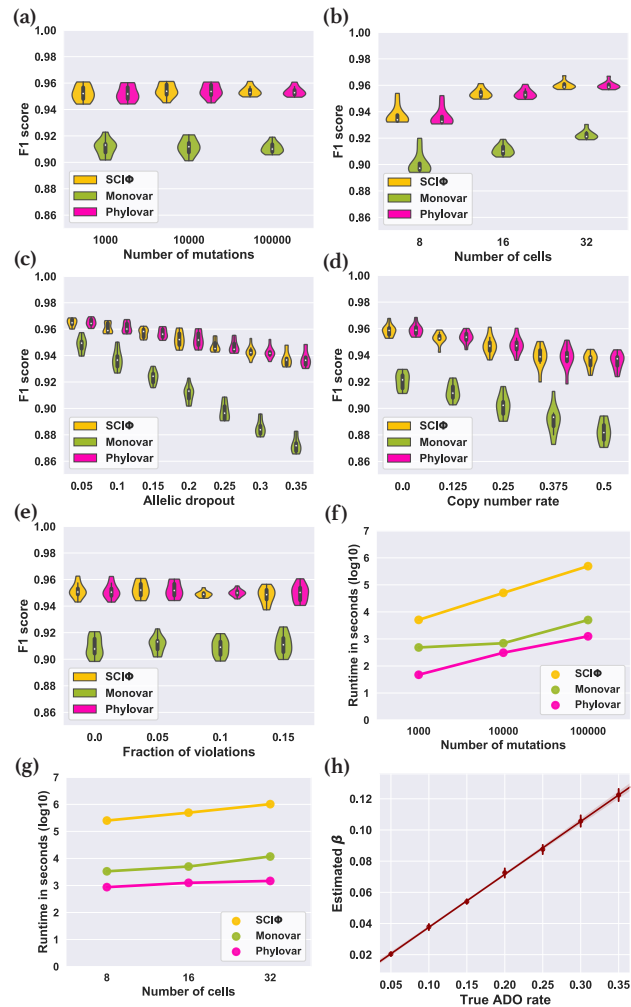 (a)
1.00
0.98
0.96
0.94
0.92
0.90
0.88
0.86
F1 score
SCIΦ
Monovar
Phylovar
1000 10000 100000
Number of mutations
(b)
1.00
0.98
0.96
0.94
0.92
0.90
0.88
0.86
F1 score
SCIΦ
Monovar
Phylovar
8 16 32
Number of cells
(c)
1.00
0.98
0.96
0.94
0.92
0.90
0.88
0.86
F1 score
SCIΦ
Monovar
Phylovar
0.05 0.1 0.15 0.2 0.25 0.3 0.35
Allelic dropout
(d)
1.00
0.98
0.96
0.94
0.92
0.90
0.88
0.86
F1 score
SCIΦ
Monovar
Phylovar
0.0 0.125 0.25 0.375 0.5
Copy number rate
(e)
1.00
0.98
0.96
0.94
0.92
0.90
0.88
0.86
F1 score
SCIΦ
Monovar
Phylovar
0.0 0.05 0.1 0.15
Fraction of violations
(f)
7
6
5
4
3
2
1
0
Runtime in seconds (log10)
SCIΦ
Monovar
Phylovar
1000 10000 100000
Number of mutations
(g)
7
6
5
4
3
2
1
0
Runtime in seconds (log10)
SCIΦ
Monovar
Phylovar
8 16 32
Number of cells
(h)
0.12
0.10
0.08
0.06
0.04
0.02
Estimated β
0.05 0.10 0.15 0.20 0.25 0.30 0.35
True ADO rate